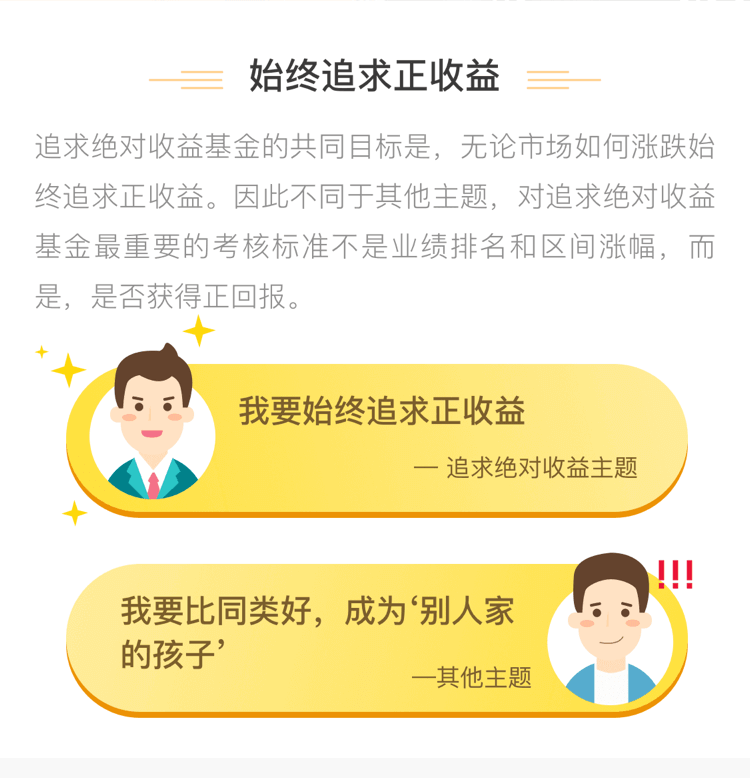 始终追求正收益
追求绝对收益基金的共同目标是，无论市场如何涨跌始
终追求正收益。因此不同于其他主题，对追求绝对收益
基金最重要的考核标准不是业绩排名和区间涨幅，而
是，是否获得正回报。
我要始终追求正收益
— 追求绝对收益主题
!!!
我要比同类好，成为‘别人家
的孩子’
—其他主题